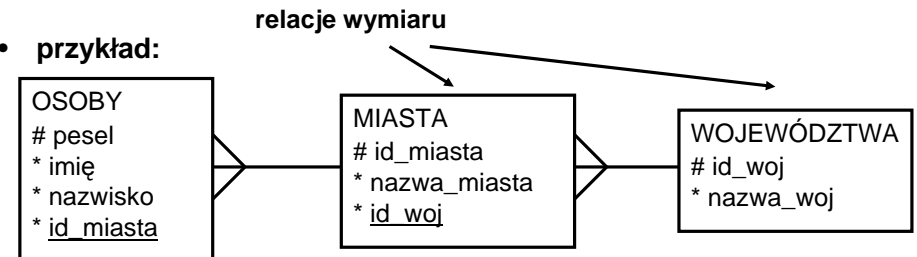 relacje wymiaru
• przykład:
OSOBY
# pesel
* imię
* nazwisko
* id_miasta
MIASTA
# id_miasta
* nazwa_miasta
* id_woj
WOJEWÓDZTWA
# id_woj
* nazwa_woj